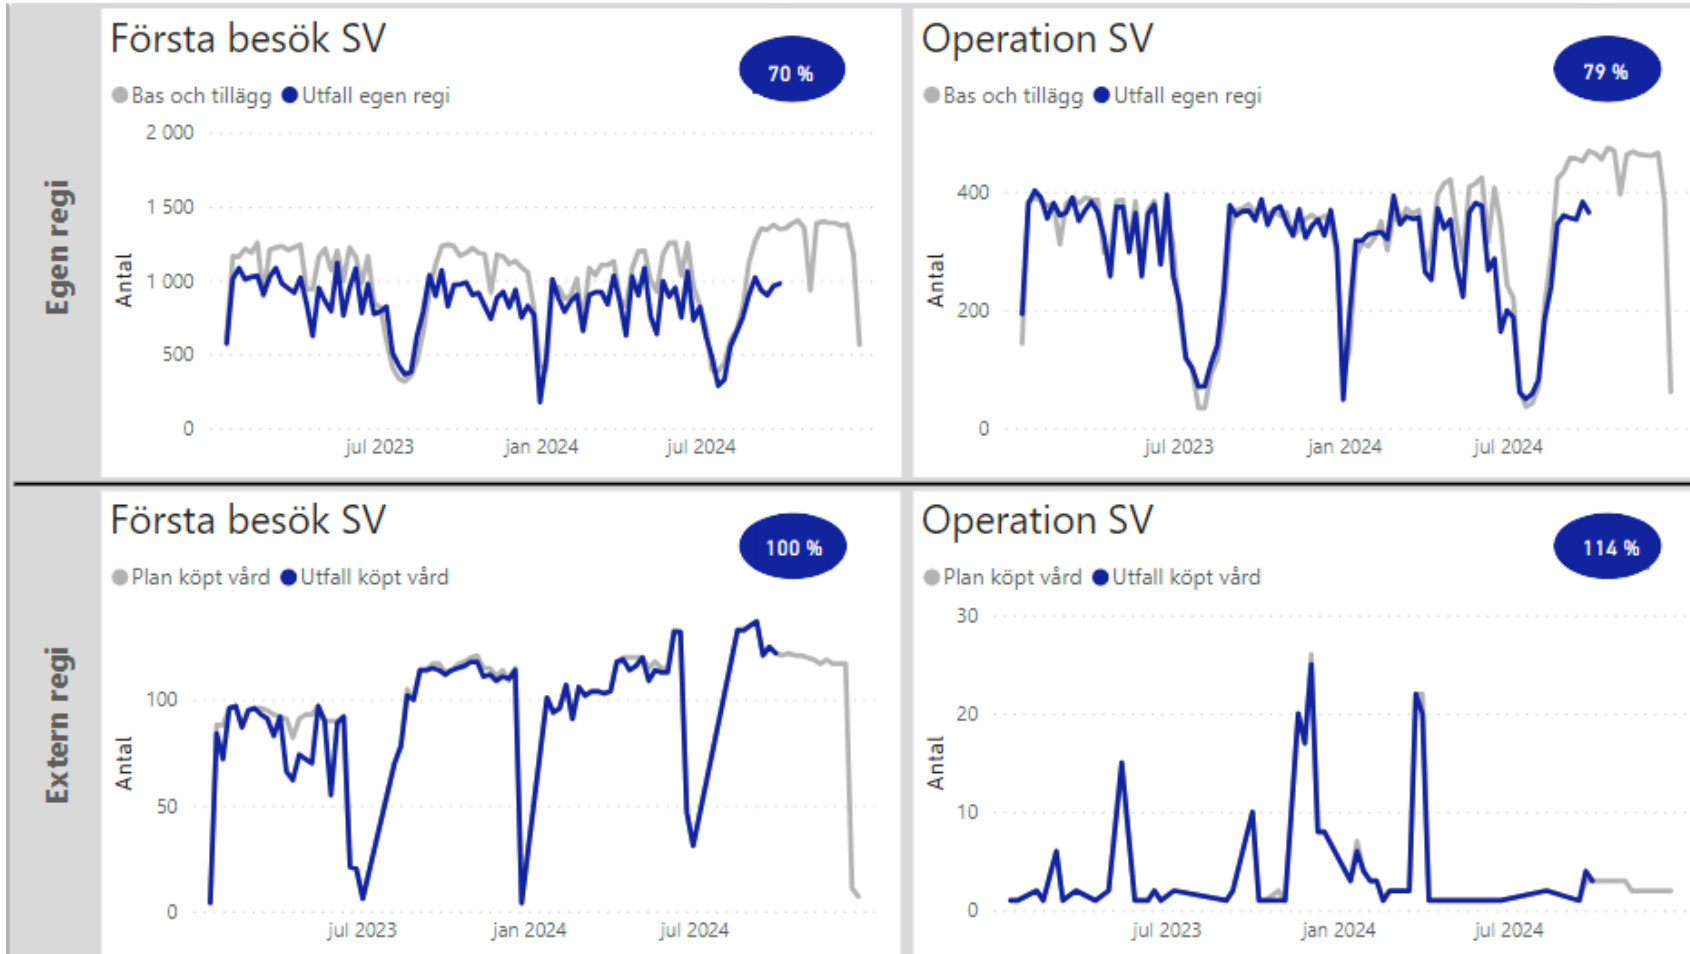 Egen regi
Första besök SV
70 %
Bas och tillägg Utfall egen regi
Antal
2 000
1 500
1 000
500
0
jul 2023 jan 2024 jul 2024
Operation SV
79 %
Bas och tillägg Utfall egen regi
Antal
400
200
0
jul 2023 jan 2024 jul 2024
Extern regi
Första besök SV
100 %
Plan köpt vård Utfall köpt vård
Antal
100
50
0
jul 2023 jan 2024 jul 2024
Operation SV
114 %
Plan köpt vård Utfall köpt vård
Antal
30
20
10
0
jul 2023 jan 2024 jul 2024